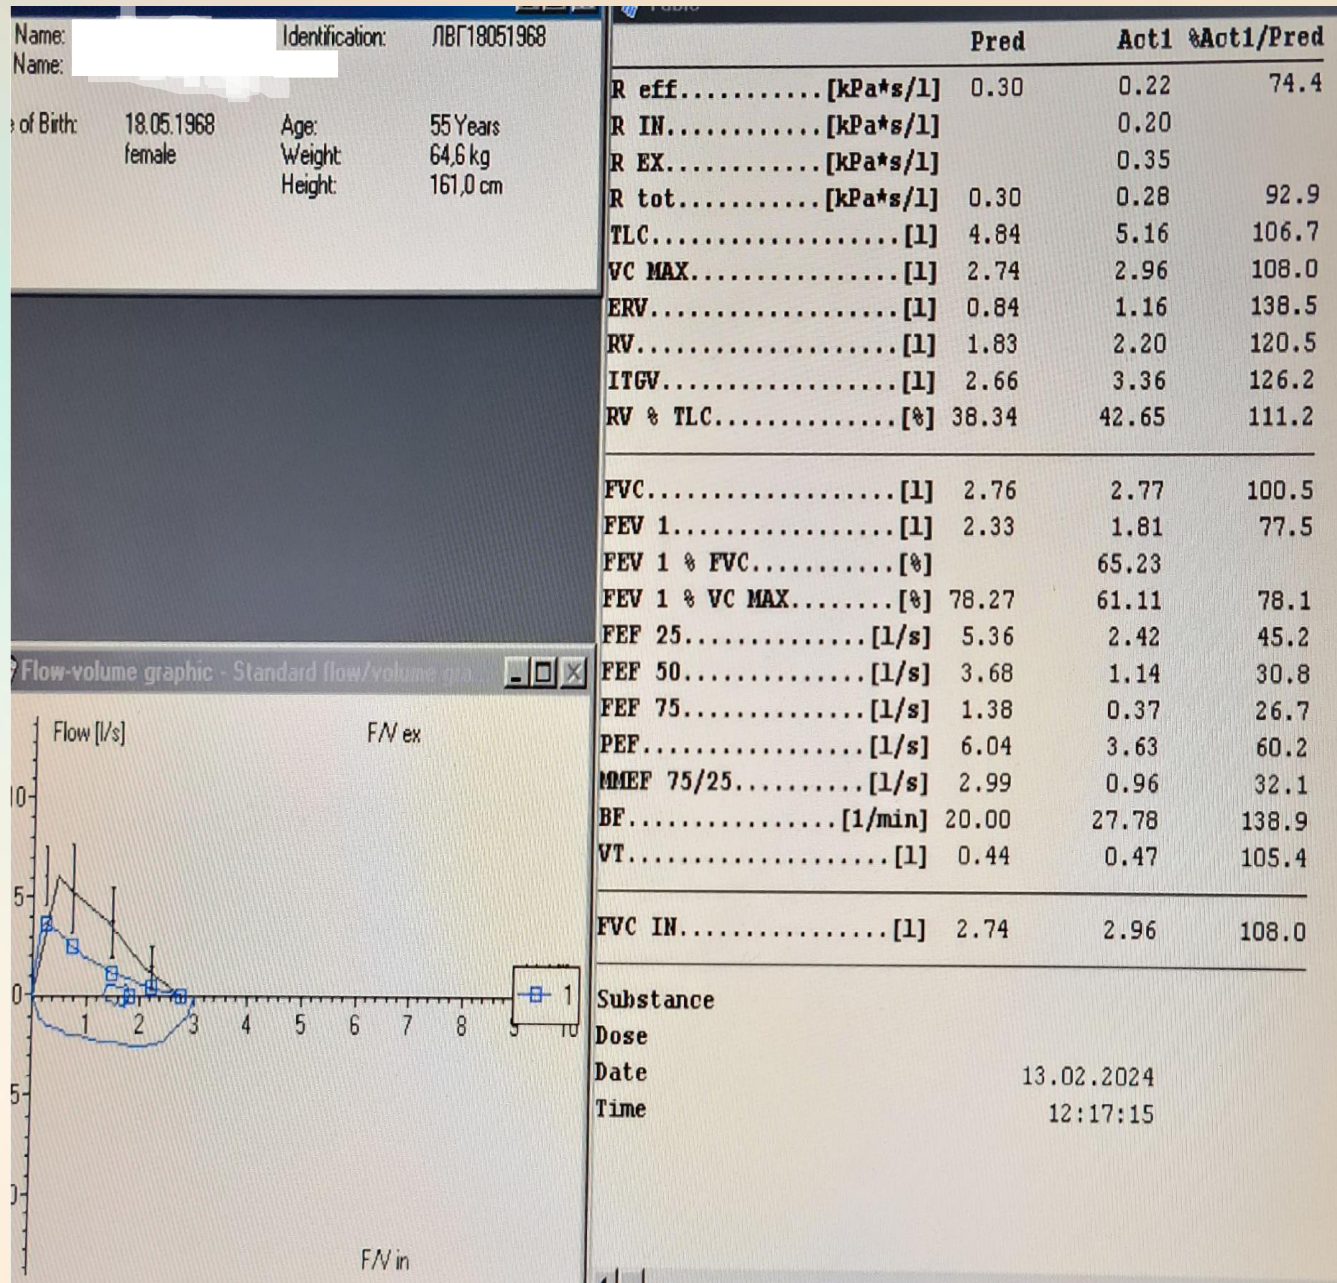 Name:
Identification: ЛВГ18051968
Name:
of Birth: 18.05.1968 Age: 55 Years
female Weight: 64,6 kg
Height: 161,0 cm
Pred Act1 %Act1/Pred
R eff...........[kPa*s/l] 0.30 0.22 74.4
R IN............[kPa*s/l] 0.20
R EX............[kPa*s/l] 0.35
R tot...........[kPa*s/l] 0.30 0.28 92.9
TLC...................[l] 4.84 5.16 106.7
VC MAX................[l] 2.74 2.96 108.0
ERV...................[l] 0.84 1.16 138.5
RV....................[l] 1.83 2.20 120.5
ITGV..................[l] 2.66 3.36 126.2
RV % TLC..............[%] 38.34 42.65 111.2
FVC...................[l] 2.76 2.77 100.5
FEV 1.................[l] 2.33 1.81 77.5
FEV 1 % FVC...........[%] 65.23
FEV 1 % VC MAX........[%] 78.27 61.11 78.1
FEF 25..............[l/s] 5.36 2.42 45.2
FEF 50..............[l/s] 3.68 1.14 30.8
FEF 75..............[l/s] 1.38 0.37 26.7
PEF.................[l/s] 6.04 3.63 60.2
MMEF 75/25..........[l/s] 2.99 0.96 32.1
BF................[1/min] 20.00 27.78 138.9
VT....................[l] 0.44 0.47 105.4
FVC IN................[l] 2.74 2.96 108.0
Substance
Dose
Date 13.02.2024
Time 12:17:15
Flow-volume graphic - Standard flow/volume gra...
Flow [l/s] F/V ex
10
5
0
1 2 3 4 5 6 7 8 9 10
1
5
0
F/V in